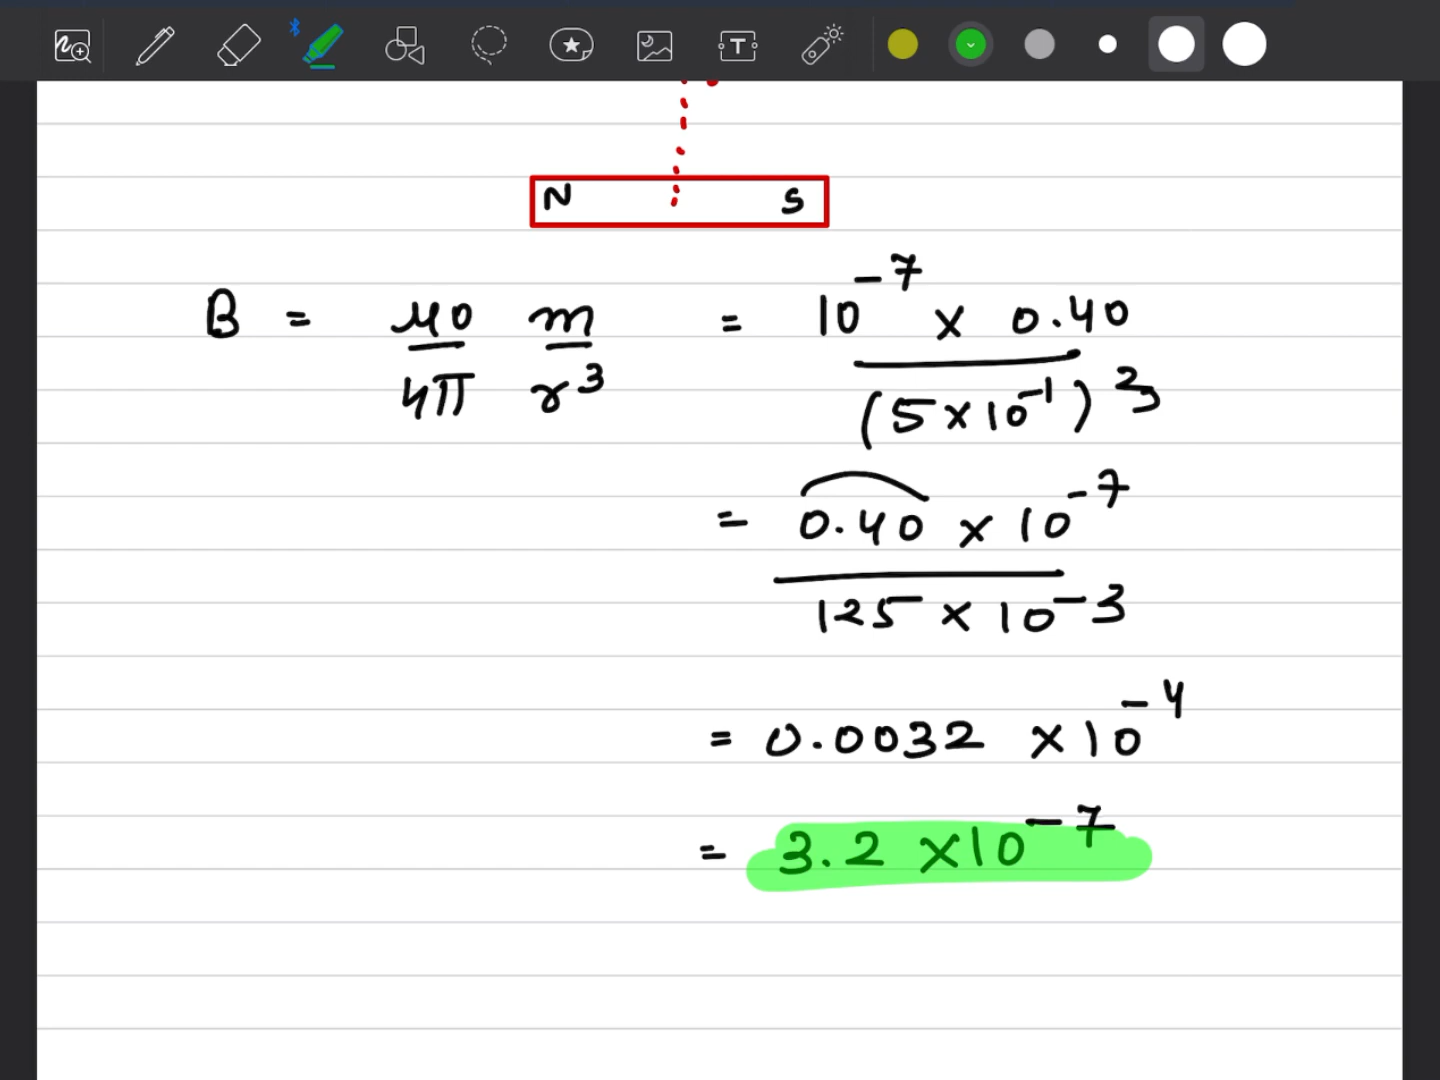 N S
B = μ0/4π m/r³ = 10⁻⁷ × 0.40/(5×10⁻¹)³
= 0.40 × 10⁻⁷/125 × 10⁻³
= 0.0032 × 10⁻⁴
= 3.2 × 10⁻⁷